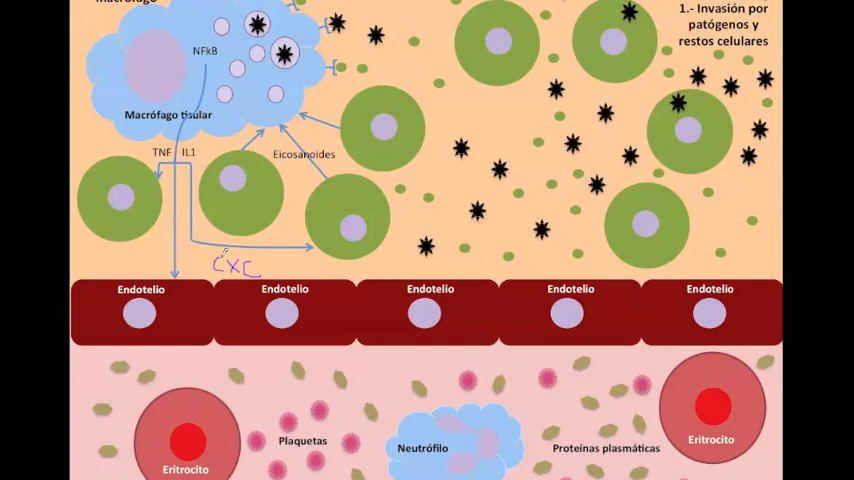 macrófago
1.- Invasión por
patógenos y
restos celulares
NFkB
Macrófago tisular
TNF IL1
Eicosanoides
CXC
Endotelio Endotelio Endotelio Endotelio Endotelio
Plaquetas
Neutrófilo
Proteínas plasmáticas
Eritrocito
Eritrocito